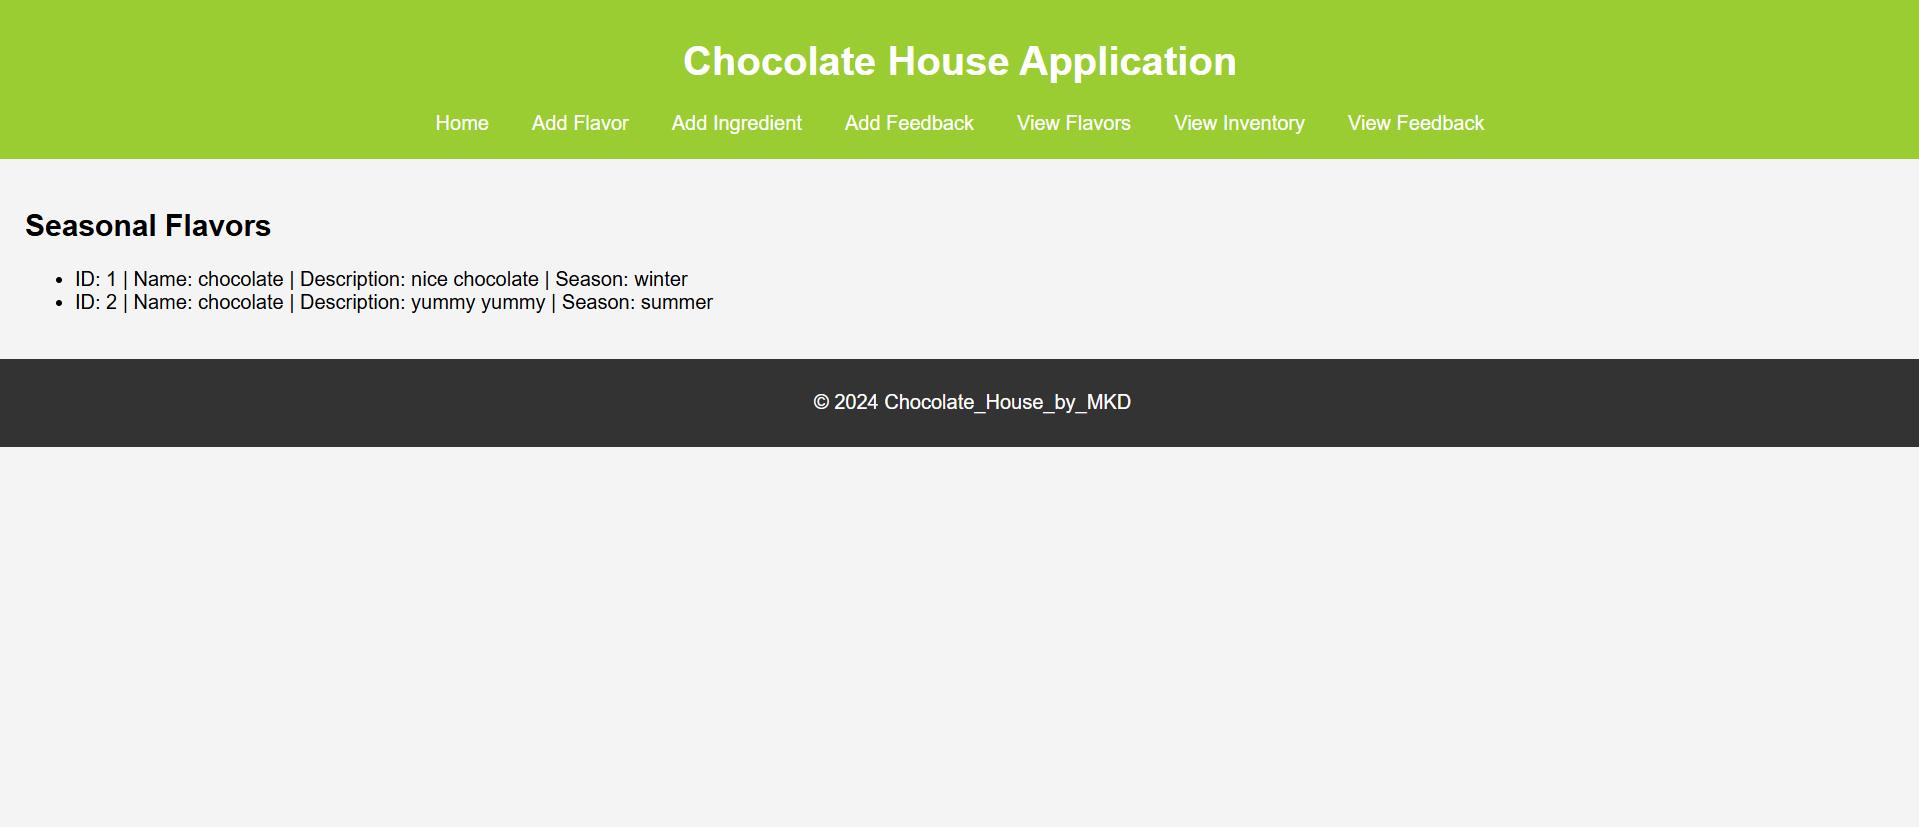 Chocolate House Application
Home Add Flavor Add Ingredient Add Feedback View Flavors View Inventory View Feedback
Seasonal Flavors
• ID: 1 | Name: chocolate | Description: nice chocolate | Season: winter
• ID: 2 | Name: chocolate | Description: yummy yummy | Season: summer
© 2024 Chocolate_House_by_MKD